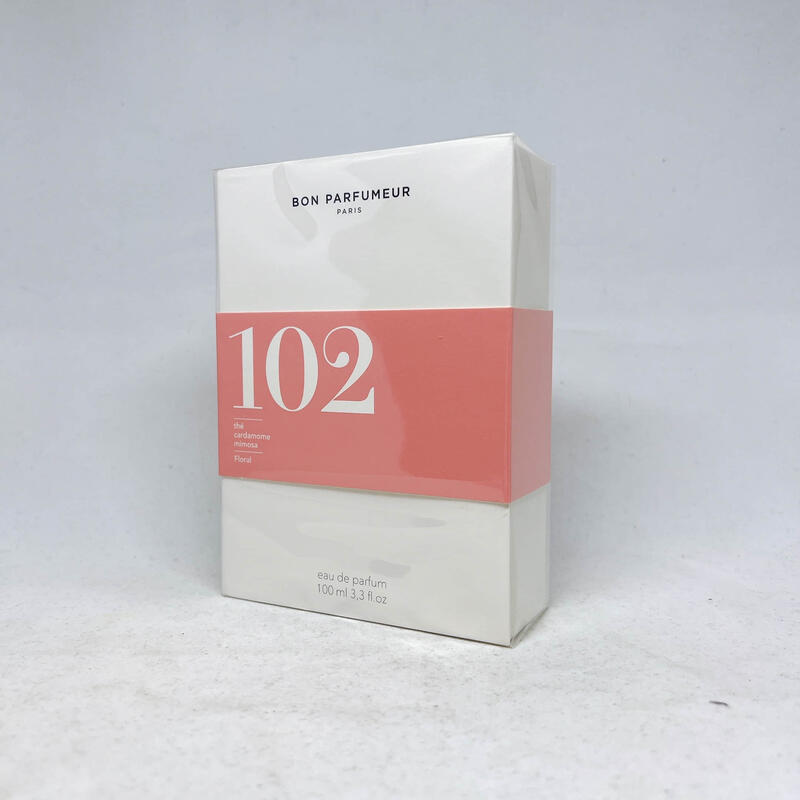 BON PARFUMEUR
PARIS
102
thé
cardamome
mimosa
Floral
eau de parfum
100 ml 3,3 fl.oz